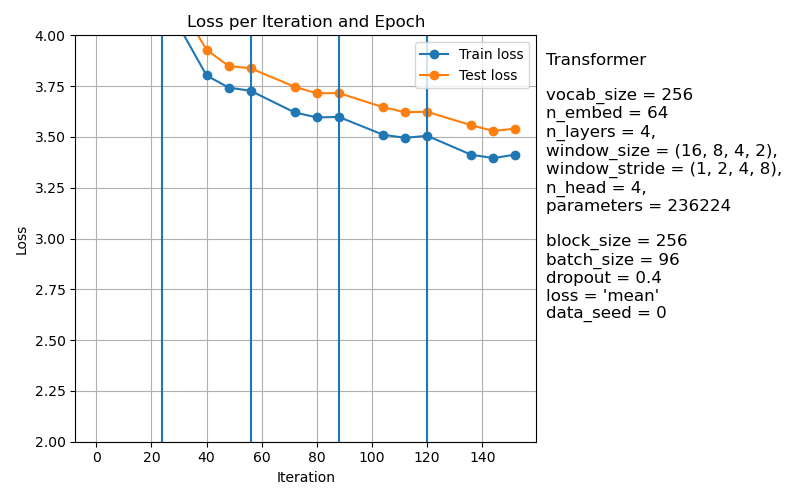 Loss per Iteration and Epoch
4.00
3.75
3.50
3.25
3.00
2.75
2.50
2.25
2.00
Loss
0 20 40 60 80 100 120 140
Iteration
Train loss
Test loss
Transformer
vocab_size = 256
n_embed = 64
n_layers = 4,
window_size = (16, 8, 4, 2),
window_stride = (1, 2, 4, 8),
n_head = 4,
parameters = 236224
block_size = 256
batch_size = 96
dropout = 0.4
loss = 'mean'
data_seed = 0